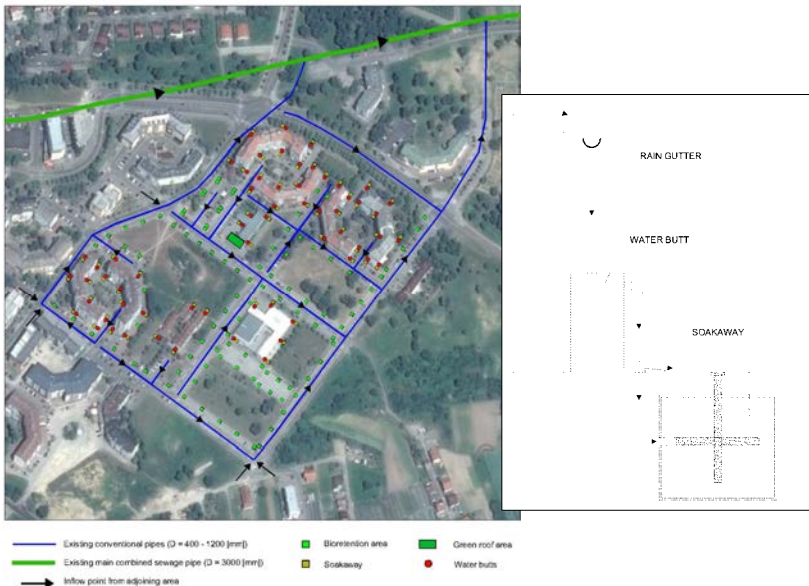 RAIN GUTTER
WATER BUTT
SOAKAWAY
Existing conventional pipes (D = 400 - 1200 [mm]) Bioretention area Green roof area
Existing main combined sewage pipe (D = 3000 [mm]) Soakaway Water butts
Inflow point from adjoining area